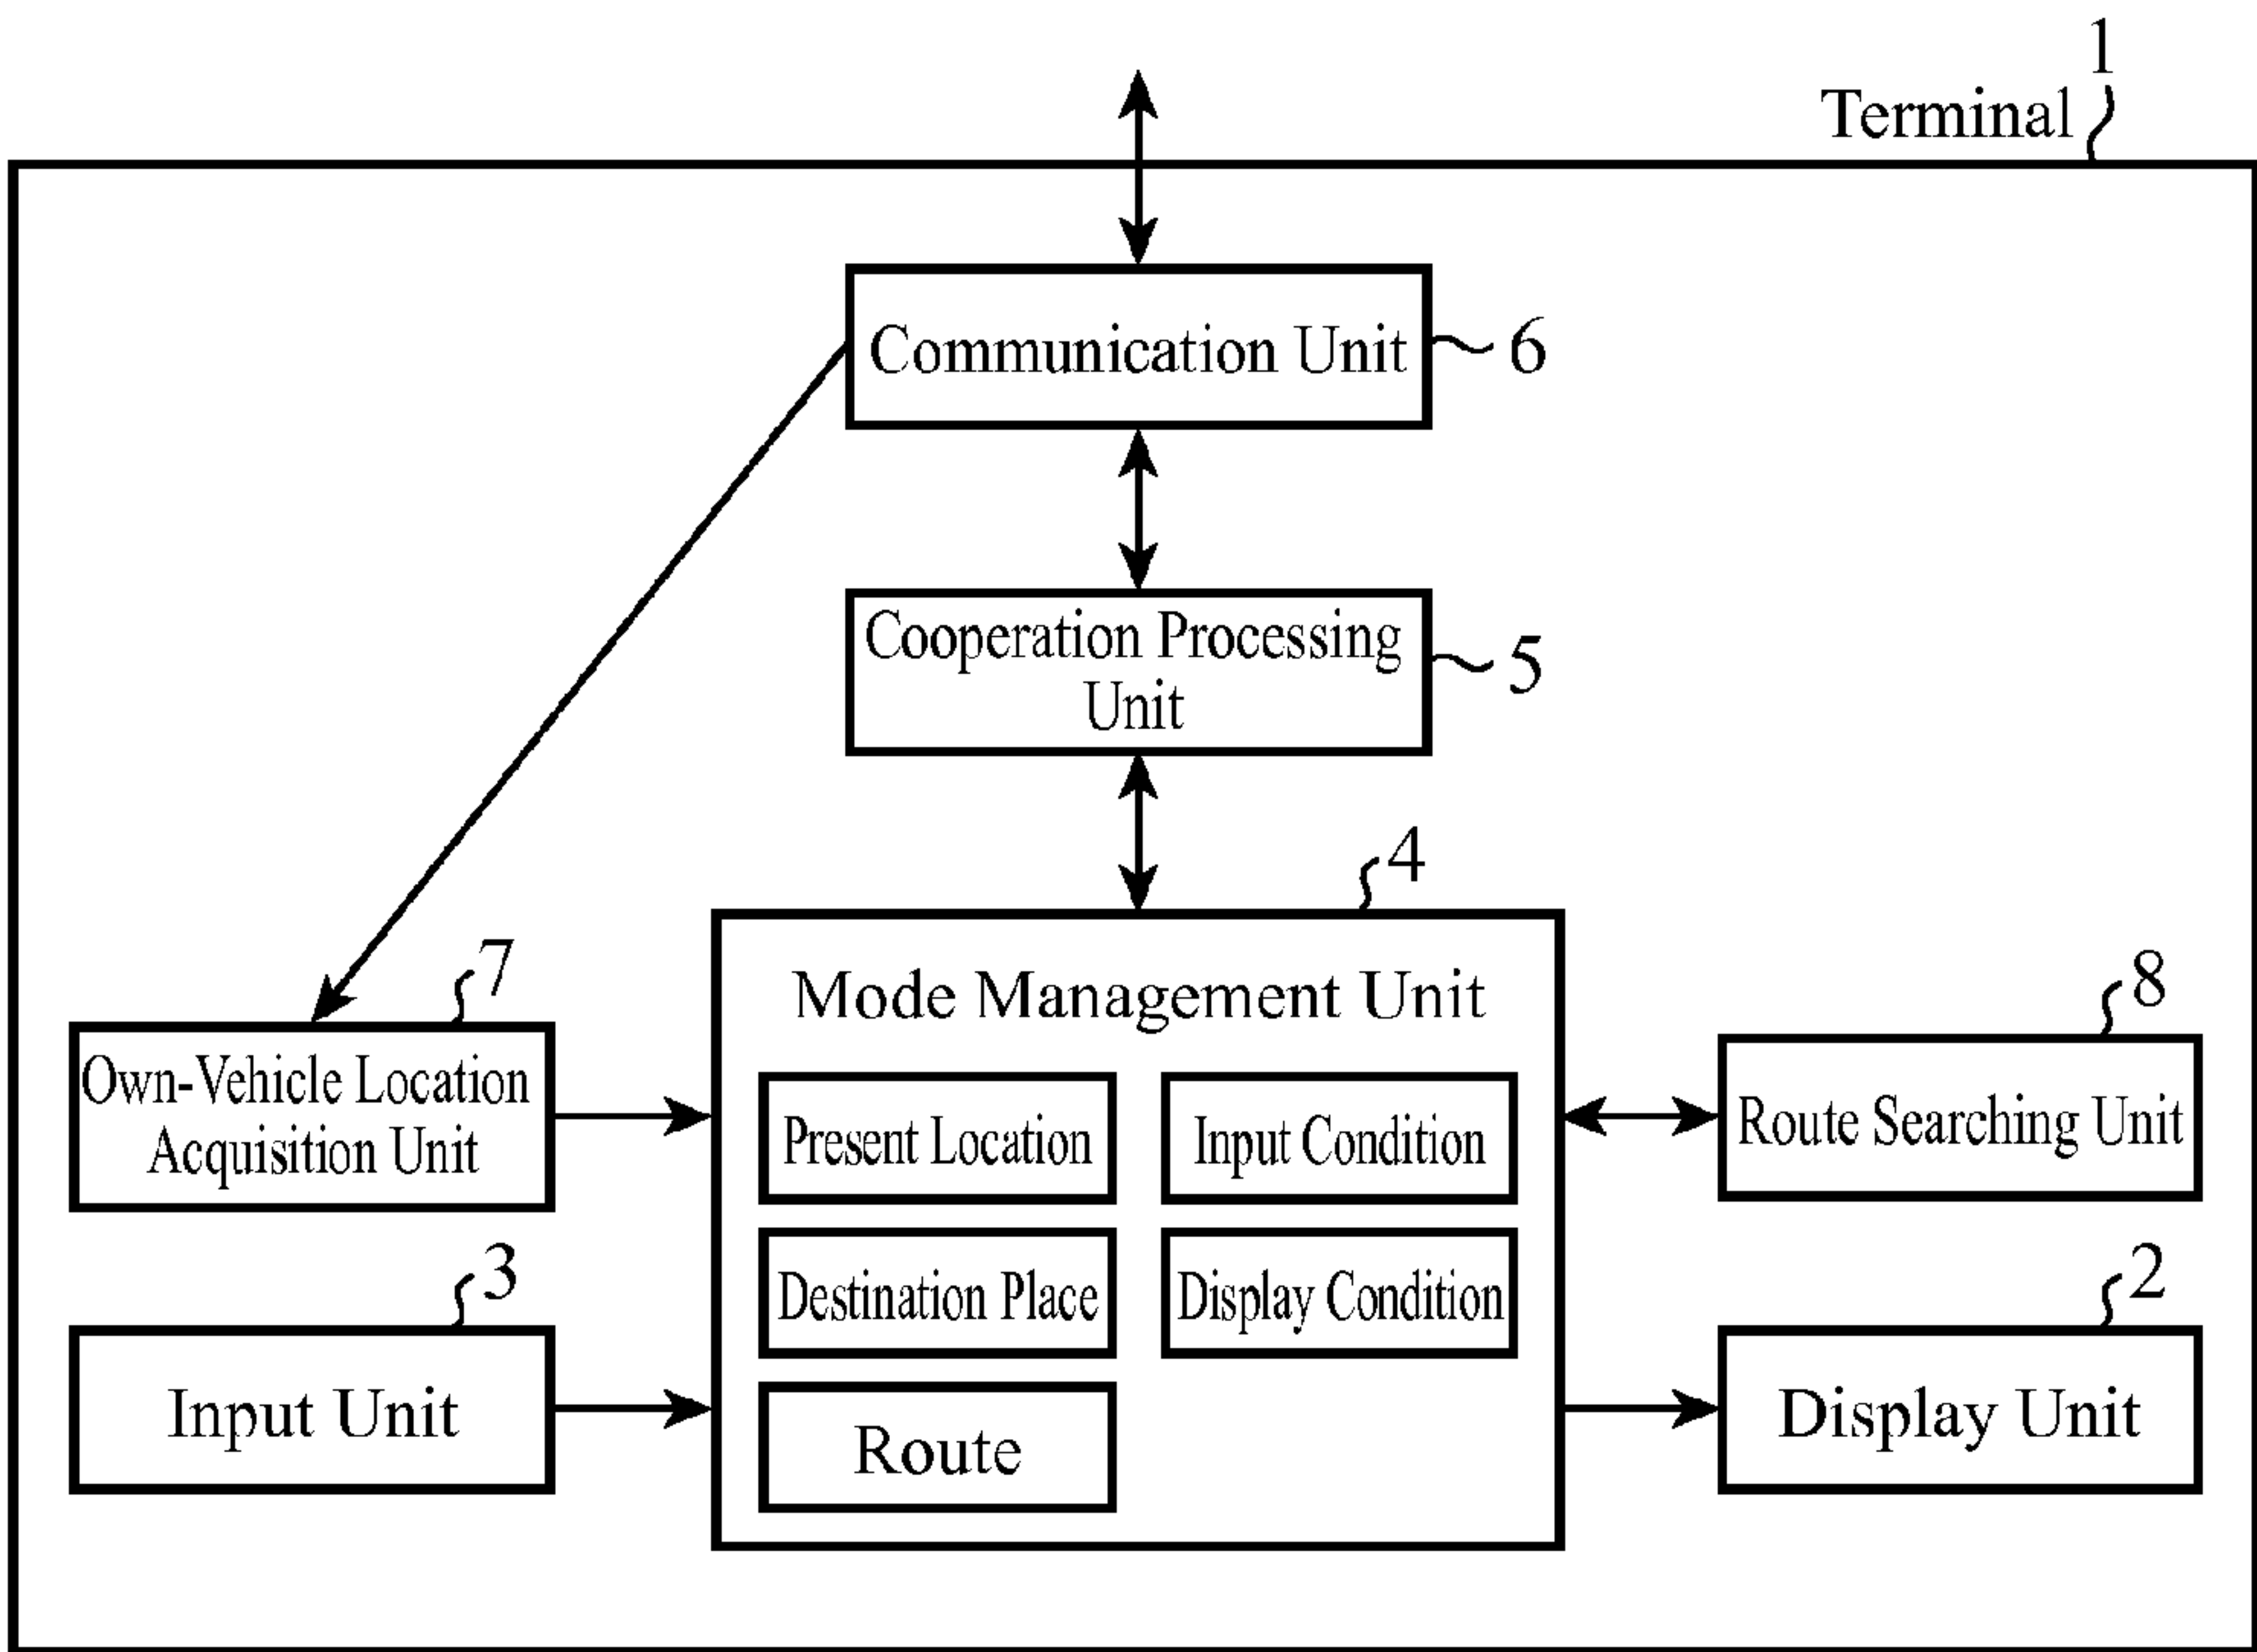 1
Terminal
Communication Unit
6
Cooperation Processing
Unit
5
4
Mode Management Unit
7
Own-Vehicle Location
Acquisition Unit
Present Location
Input Condition
8
Route Searching Unit
Destination Place
Display Condition
3
Input Unit
Route
2
Display Unit